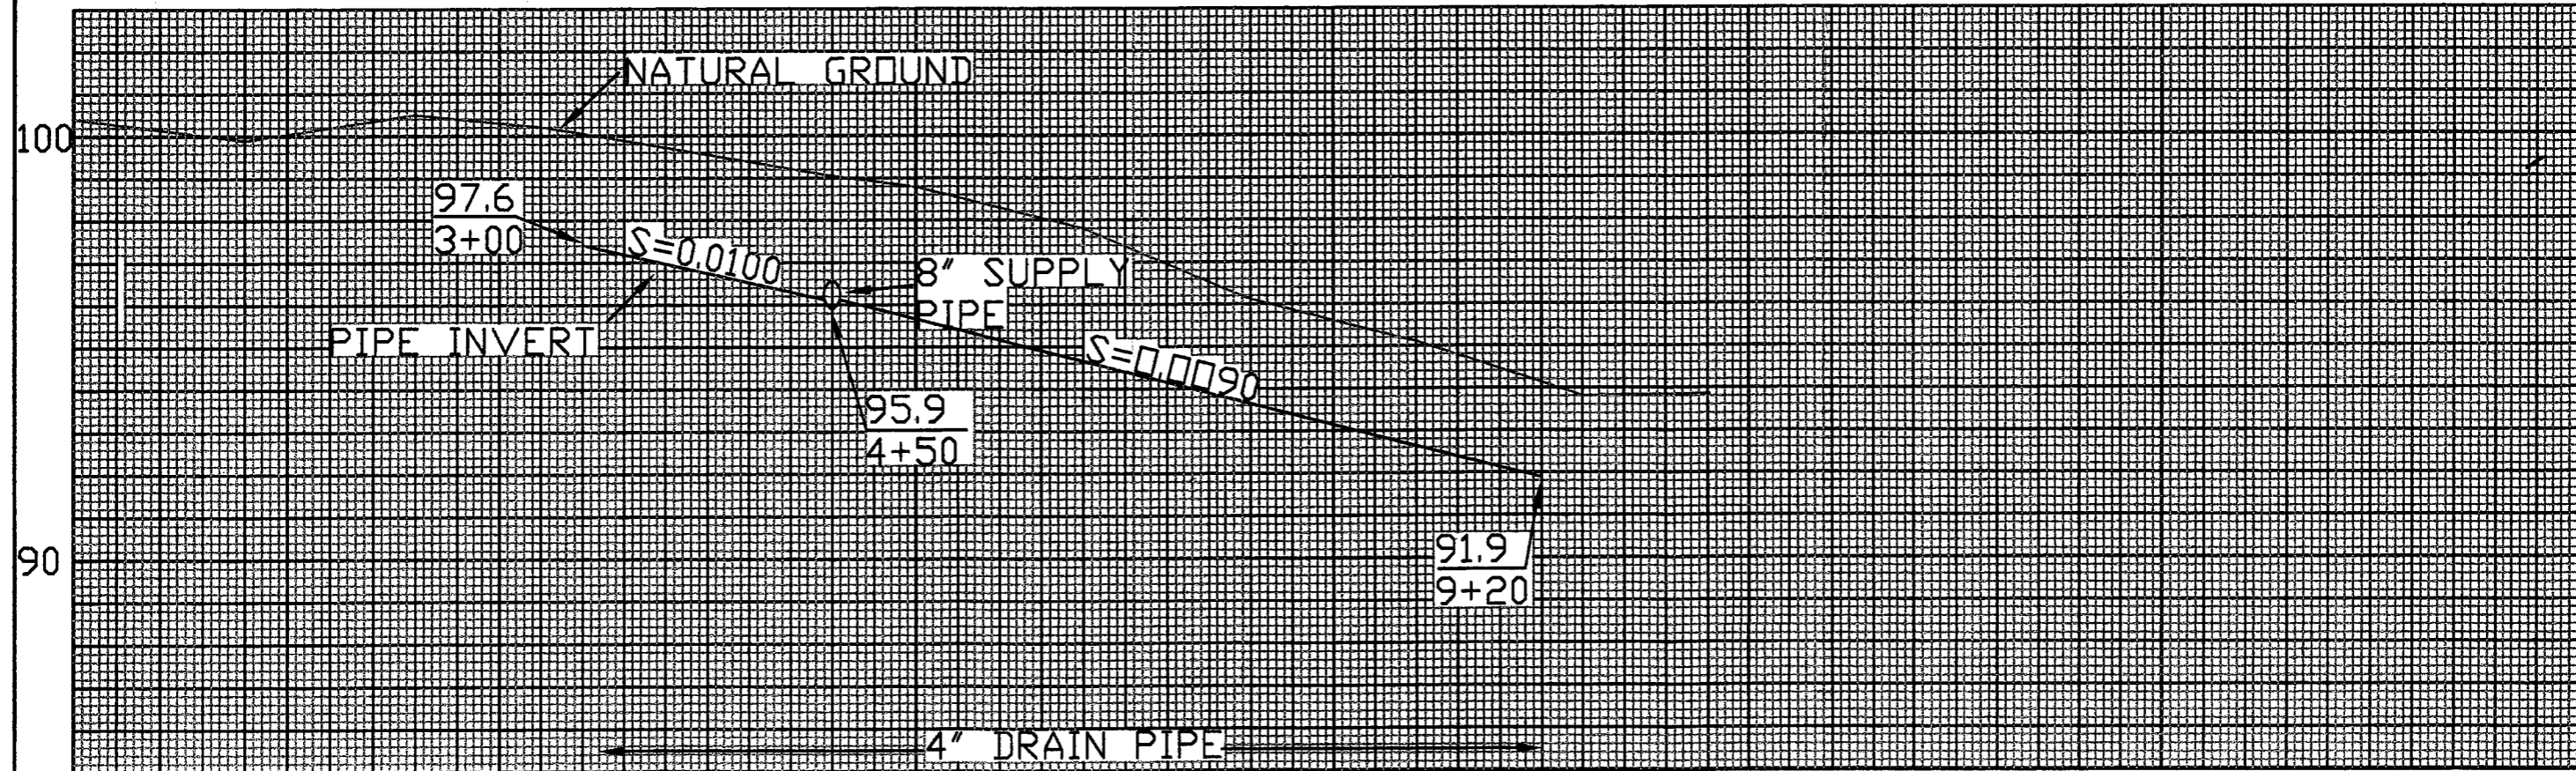 NATURAL GROUND
100
97.6
3+00
S=0.0100
8" SUPPLY
PIPE
PIPE INVERT
S=0.0090
95.9
4+50
90
91.9
9+20
4" DRAIN PIPE